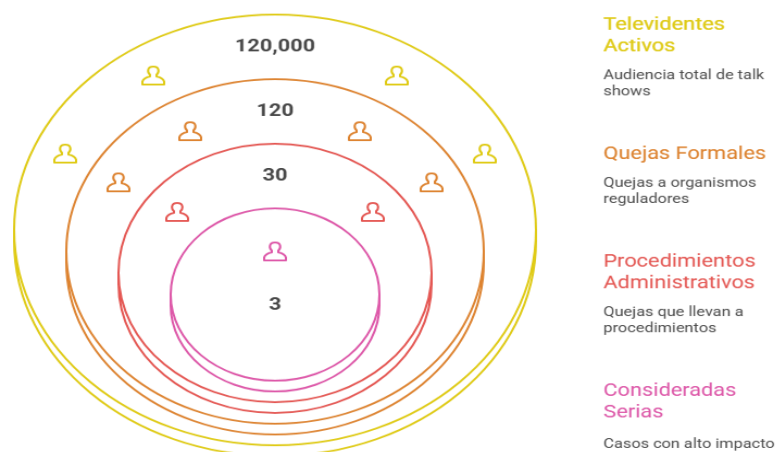 120,000
120
30
3
Televidentes
Activos
Audiencia total de talk
shows
Quejas Formales
Quejas a organismos
reguladores
Procedimientos
Administrativos
Quejas que llevan a
procedimientos
Consideradas
Serias
Casos con alto impacto